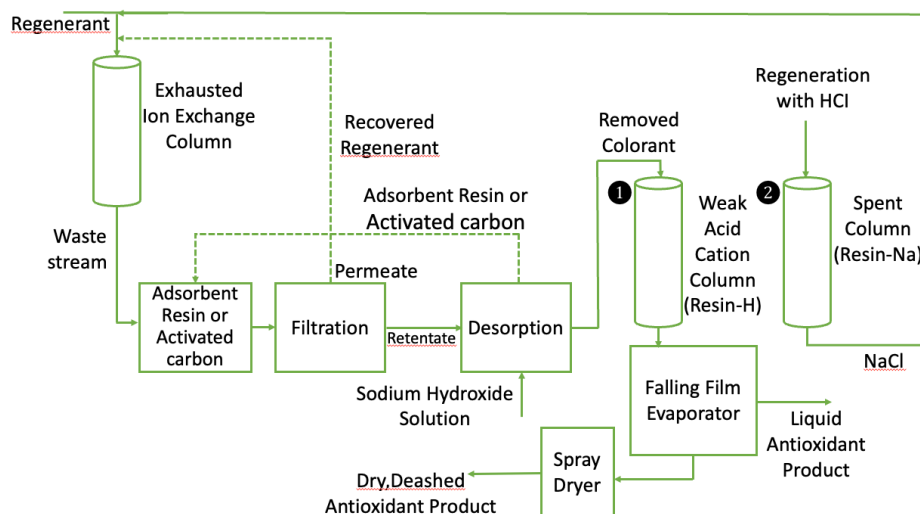 Regenerant
Exhausted
Ion Exchange
Column
Recovered
Regenerant
Removed
Colorant
Regeneration
with HCl
Adsorbent Resin or
Activated carbon
1
Weak
Acid
Cation
Column
(Resin-H)
2
Spent
Column
(Resin-Na)
Waste
stream
Permeate
Adsorbent
Resin or
Activated
carbon
Filtration
Retentate
Desorption
NaCl
Sodium Hydroxide
Solution
Falling Film
Evaporator
Liquid
Antioxidant
Product
Spray
Dryer
Dry,Deashed
Antioxidant Product